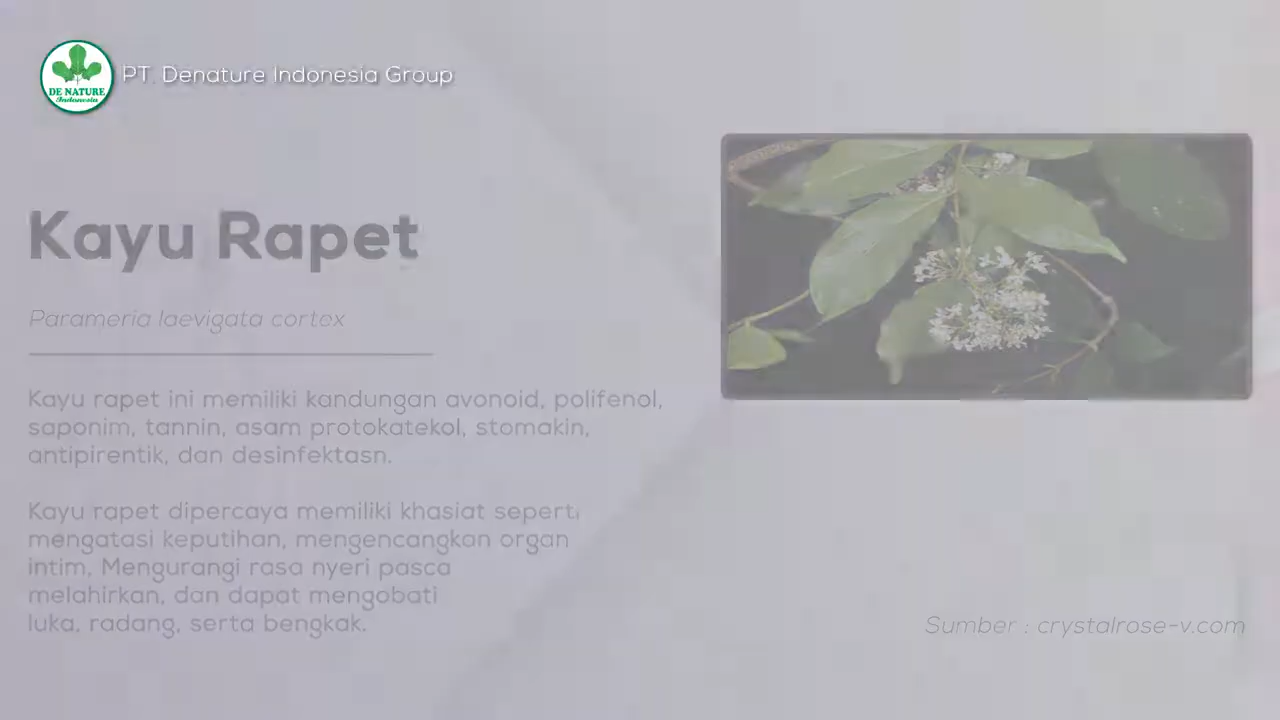 DE NATURE
Indonesia
PT. Denature Indonesia Group
Kayu Rapet
Parameria laevigata cortex
Kayu rapet ini memiliki kandungan avonoid, polifenol,
saponim, tannin, asam protokatekol, stomakin,
antipirentik, dan desinfektasn.
Kayu rapet dipercaya memiliki khasiat seperti
mengatasi keputihan, mengencangkan organ
intim, Mengurangi rasa nyeri pasca
melahirkan, dan dapat mengobati
luka, radang, serta bengkak.
Sumber : crystalrose-v.com